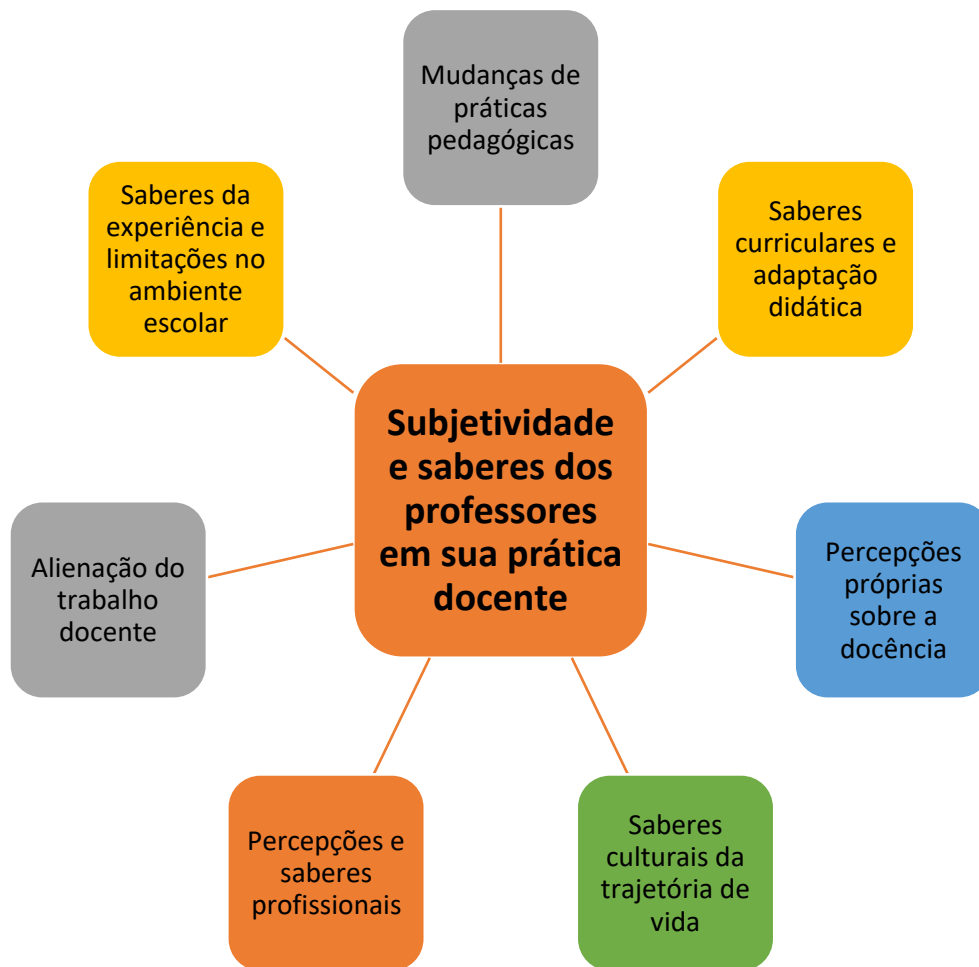 Mudanças de
práticas
pedagógicas
Saberes da
experiência e
limitações no
ambiente
escolar
Saberes
curriculares e
adaptação
didática
Subjetividade
e saberes dos
professores
em sua prática
docente
Alienação do
trabalho
docente
Percepções
próprias
sobre a
docência
Percepções e
saberes
profissionais
Saberes
culturais da
trajetória de
vida